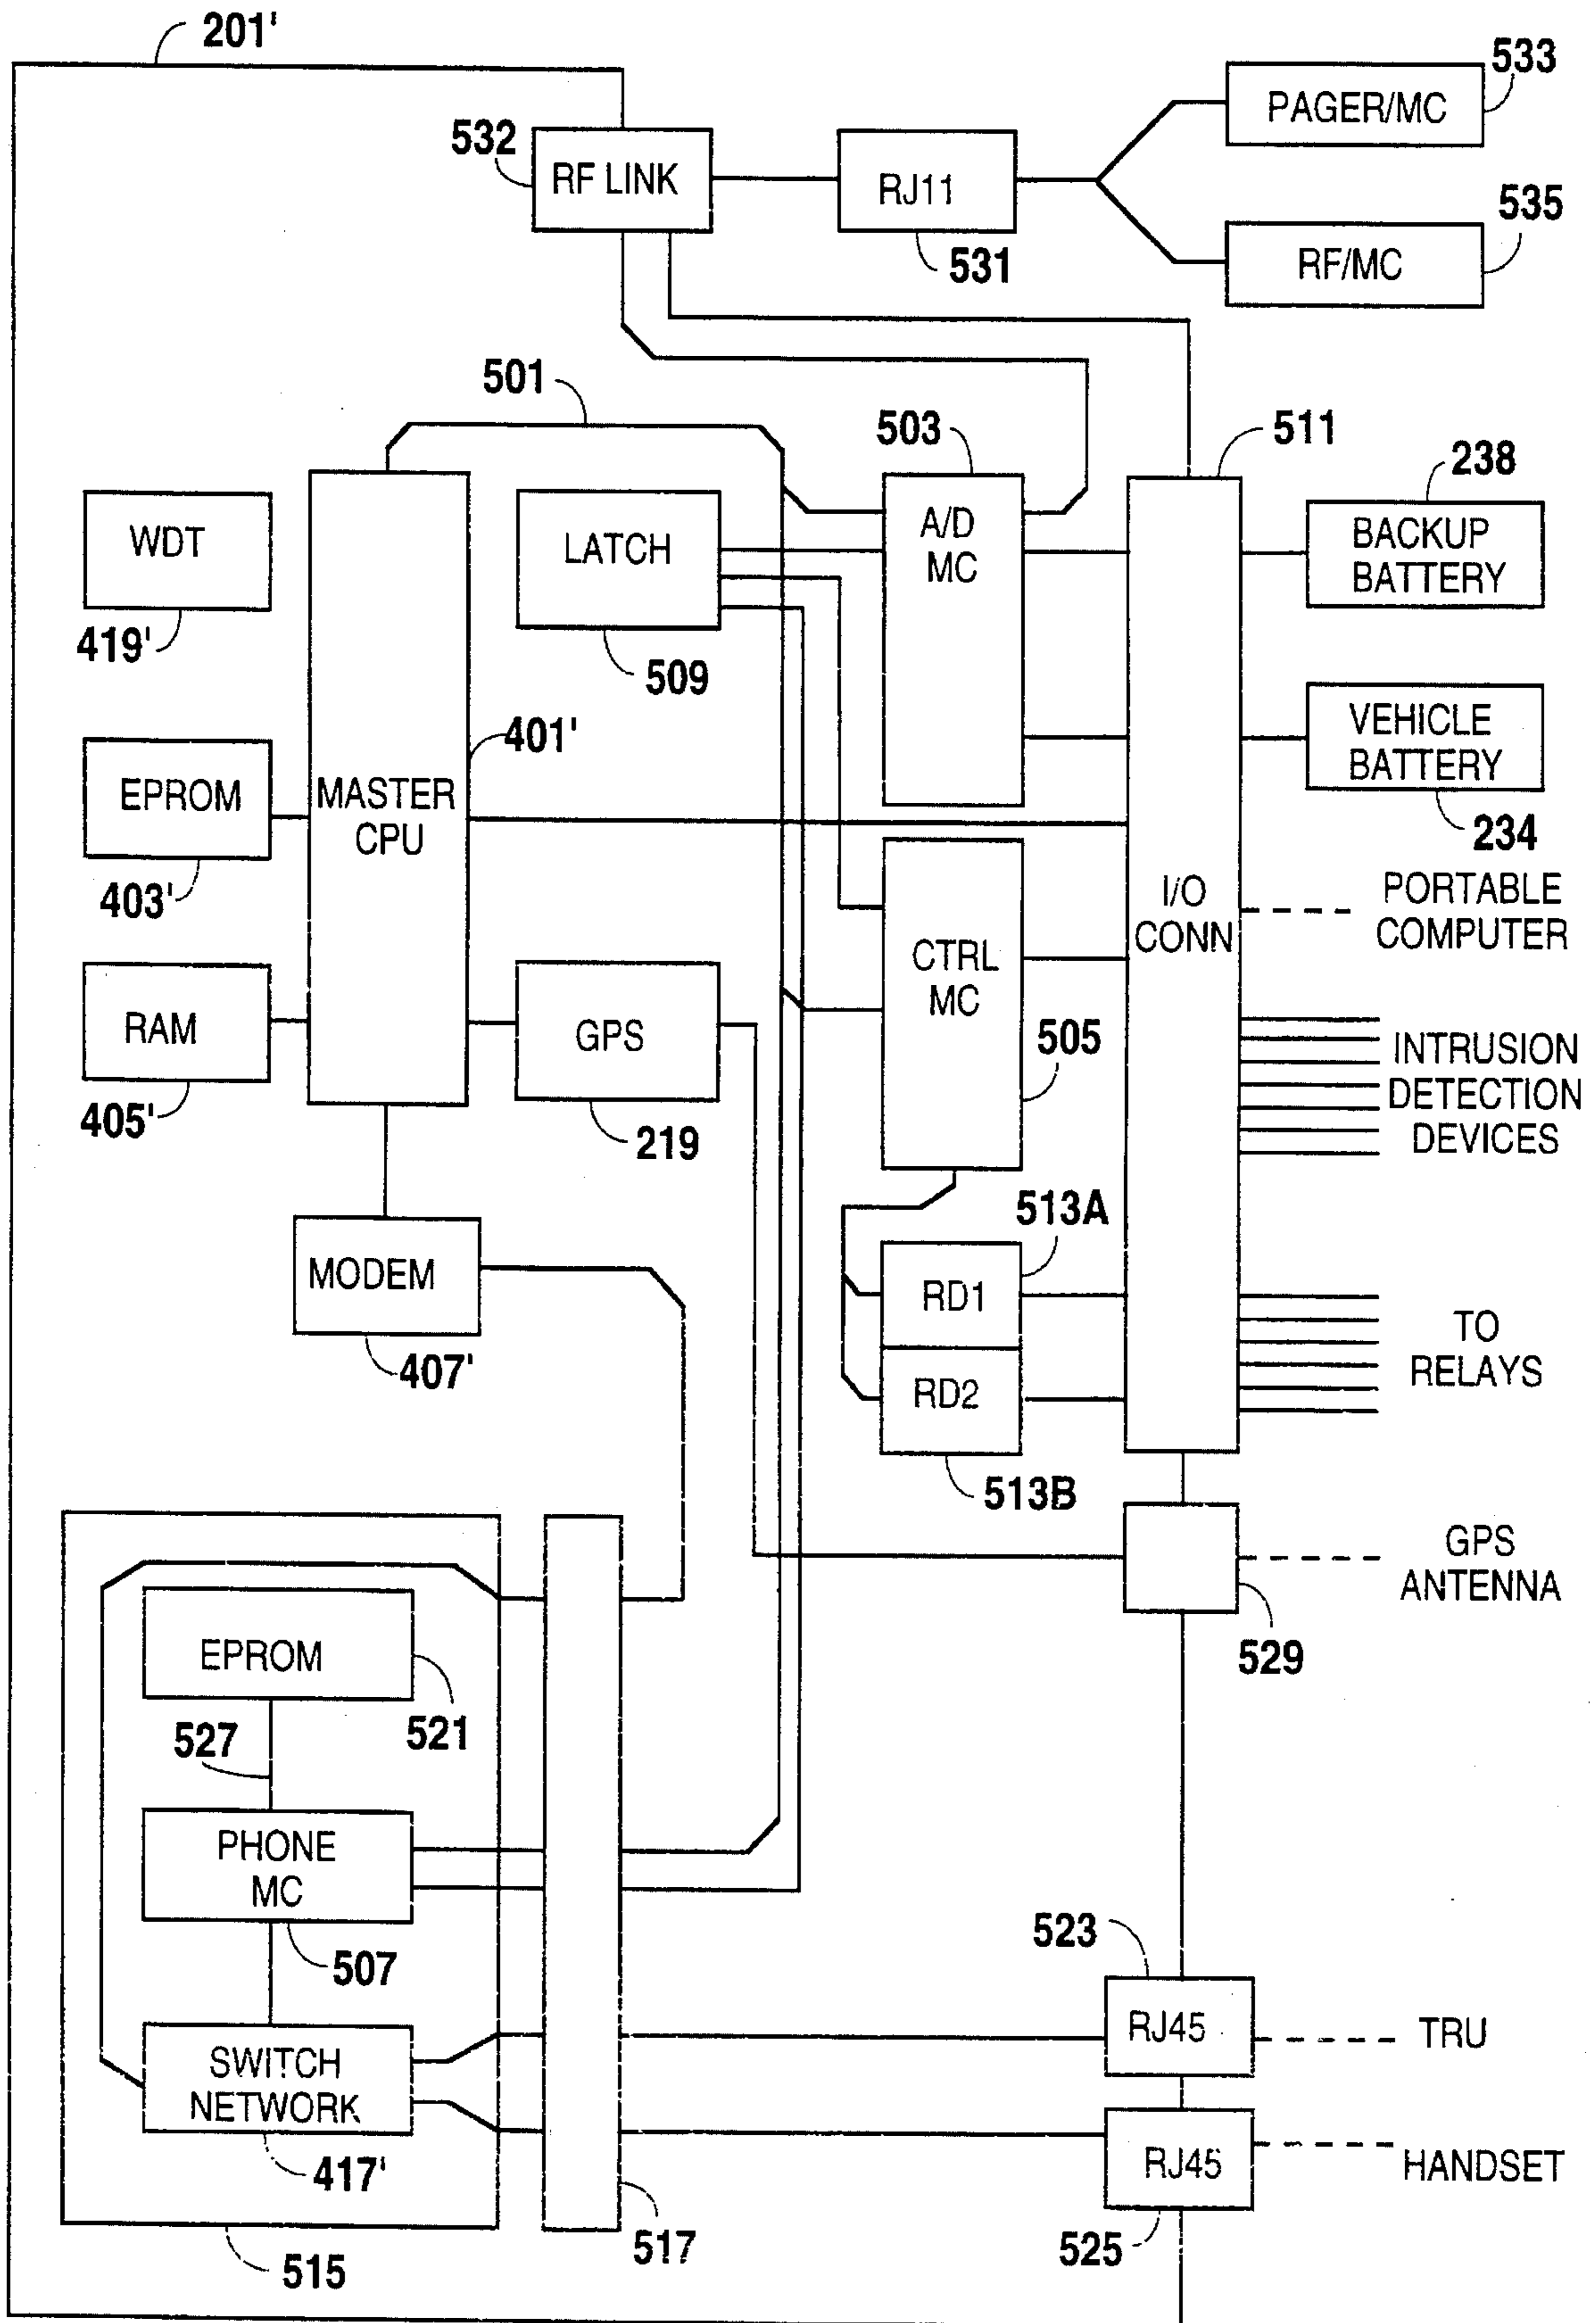 201'
533
PAGER/MC
532
RF LINK
RJ11
531
535
RF/MC
501
503
511
238
WDT
419'
LATCH
509
A/D
MC
BACKUP
BATTERY
401'
VEHICLE
BATTERY
234
EPROM
403'
MASTER
CPU
I/O
CONN
PORTABLE
COMPUTER
CTRL
MC
505
RAM
405'
GPS
219
INTRUSION
DETECTION
DEVICES
513A
MODEM
407'
RD1
RD2
513B
TO
RELAYS
GPS
ANTENNA
529
EPROM
521
527
PHONE
MC
507
523
RJ45
TRU
SWITCH
NETWORK
417'
RJ45
HANDSET
525
517
515